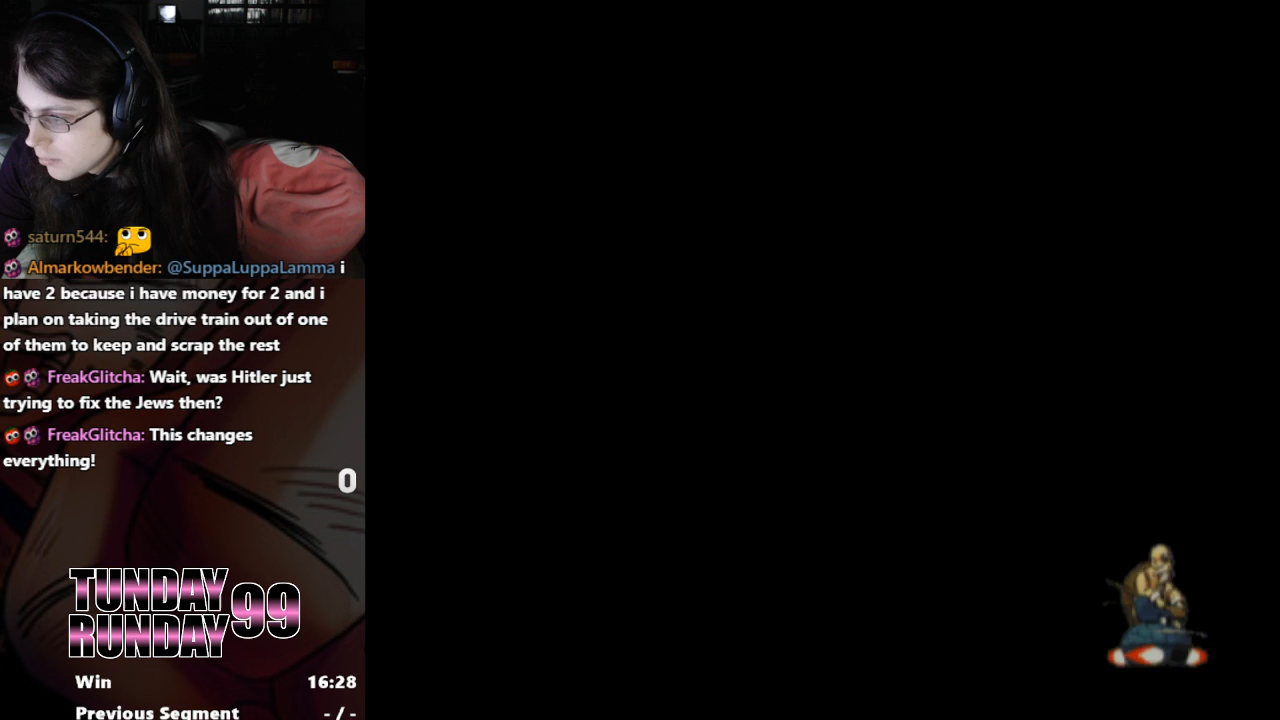 saturn544:
Almarkowbender: @SuppaLuppaLamma i
have 2 because i have money for 2 and i
plan on taking the drive train out of one
of them to keep and scrap the rest
FreakGlitcha: Wait, was Hitler just
trying to fix the Jews then?
FreakGlitcha: This changes
everything!
0
TUNDAY
RUNDAY 99
Win 16:28
Previous Segment - / -